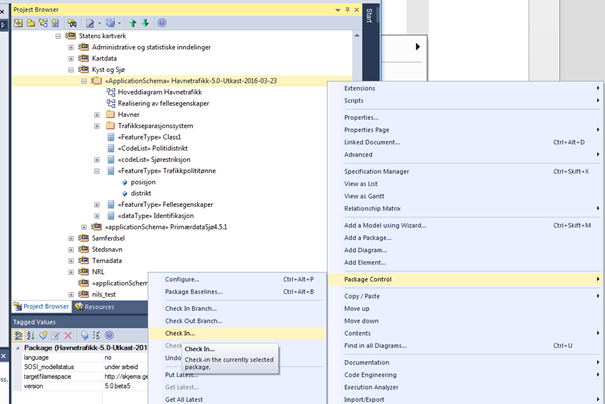 Project Browser
Start
Statens kartverk
Administrative og statistiske inndelinger
Kartdata
Kyst og Sjø
«ApplicationSchema» Havnetrafikk-5.0-Utkast-2016-03-23
Hoveddiagram Havnetrafikk
Realisering av fellesegenskaper
Havner
Trafikkseparasjonssystem
«FeatureType» Class1
«CodeList» Politidistrikt
«codeList» Sjørestriksjon
«FeatureType» Trafikkpolititønne
posisjon
distrikt
«FeatureType» Fellesegenskaper
«dataType» Identifikasjon
«applicationSchema» PrimærdataSjø4.5.1
Samferdsel
Stedsnavn
Temadata
NRL
«applicationSchem
nils_test
Project Browser
Resources
Tagged Values
Package (Havnetrafikk-5.0-Utkast-2016
language no
SOSI_modellstatus under arbeid
targetNamespace http://skjema.ge
version 5.0.beta5
Extensions
Scripts
Properties...
Properties Page
Linked Document... Ctrl+Alt+D
Advanced
Specification Manager Ctrl+Skift+X
View as List
View as Gantt
Relationship Matrix
Add a Model using Wizard... Ctrl+Skift+M
Add a Package...
Add Diagram...
Add Element...
Package Control
Copy / Paste
Move up
Move down
Contents
Find in all Diagrams... Ctrl+U
Documentation
Code Engineering
Execution Analyzer
Import/Export
Configure... Ctrl+Alt+P
Package Baselines... Ctrl+Alt+B
Check In Branch...
Check Out Branch...
Check In...
Check
Undo
Put Latest...
Get Latest...
Get All Latest
Check In...
Check-in the currently selected
package.